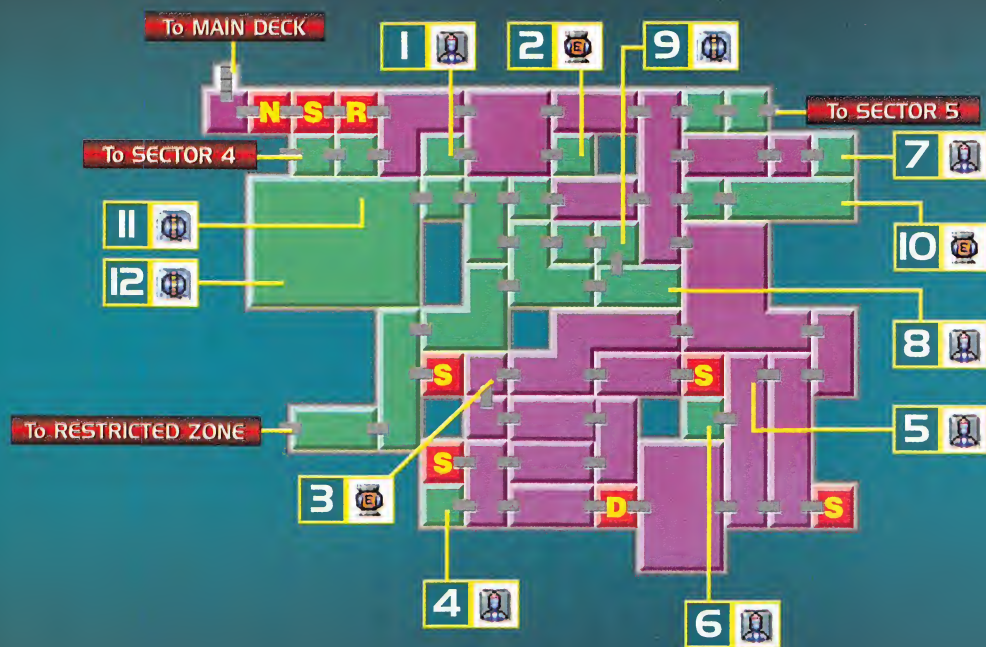 To MAIN DECK
1
2
E
9
N S R
To SECTOR 5
To SECTOR 4
7
11
10
E
12
8
S
S
To RESTRICTED ZONE
5
S
3
E
D
S
4
6